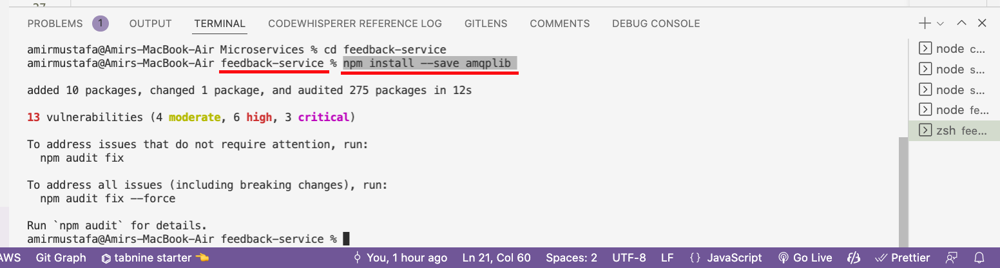 PROBLEMS 1 OUTPUT TERMINAL CODEWHISPERER REFERENCE LOG GITLENS COMMENTS DEBUG CONSOLE
amirmustafa@Amirs-MacBook-Air Microservices % cd feedback-service
amirmustafa@Amirs-MacBook-Air feedback-service % npm install --save amqplib
added 10 packages, changed 1 package, and audited 275 packages in 12s
13 vulnerabilities (4 moderate, 6 high, 3 critical)
To address issues that do not require attention, run:
npm audit fix
To address all issues (including breaking changes), run:
npm audit fix --force
Run `npm audit` for details.
amirmustafa@Amirs-MacBook-Air feedback-service %
node c...
node s...
node s...
node fe...
zsh fee...
AWS Git Graph tabnine starter 👈 You, 1 hour ago Ln 21, Col 60 Spaces: 2 UTF-8 LF {} JavaScript Go Live Prettier